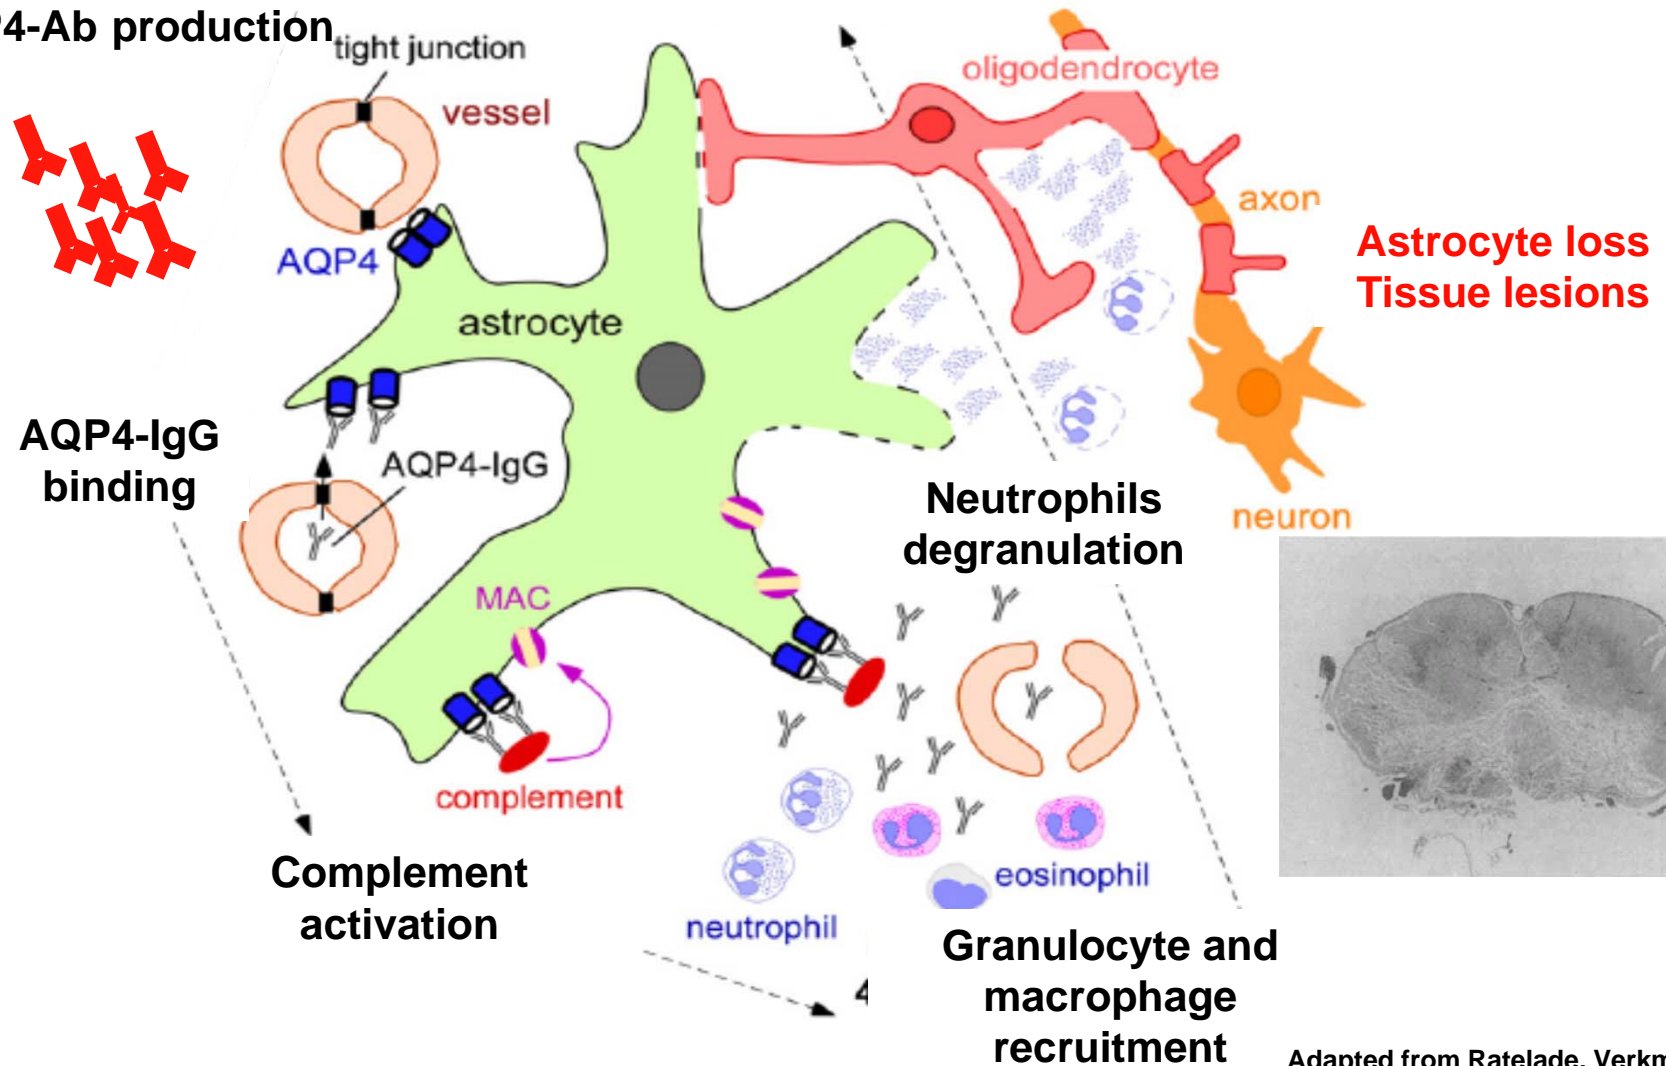 P4-Ab production
tight junction
vessel
oligodendrocyte
axon
Astrocyte loss
Tissue lesions
AQP4
astrocyte
AQP4-IgG
binding
AQP4-IgG
Neutrophils
degranulation
neuron
MAC
complement
Complement
activation
neutrophil
eosinophil
Granulocyte and
macrophage
recruitment
4
Adapted from Ratelade, Verkm